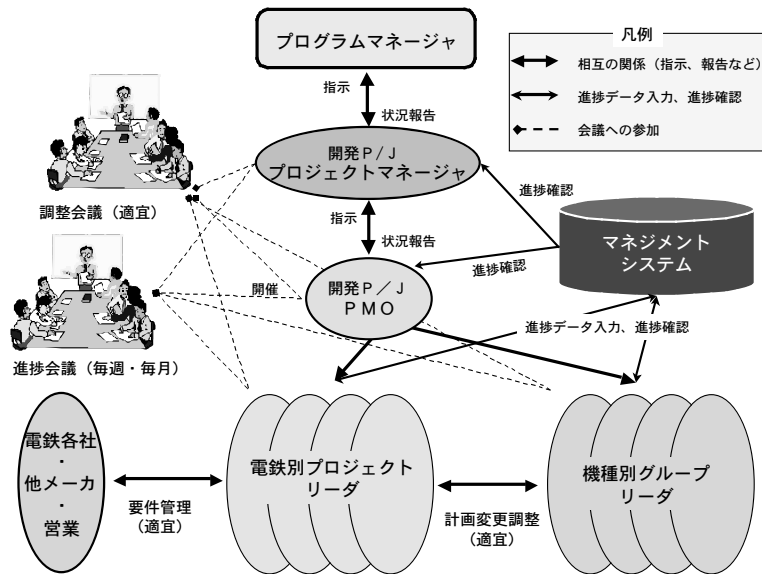 プログラムマネージャ
凡例
相互の関係（指示、報告など）
進捗データ入力、進捗確認
会議への参加
指示
状況報告
開発Ｐ/Ｊ
プロジェクトマネージャ
調整会議（適宜）
指示
状況報告
進捗確認
マネジメント
システム
進捗確認
開催
開発Ｐ／Ｊ
ＰＭＯ
進捗データ入力、進捗確認
進捗会議（毎週・毎月）
電鉄各社
・
他メーカ
・
営業
要件管理
（適宜）
電鉄別プロジェクト
リーダ
計画変更調整
（適宜）
機種別グループ
リーダ